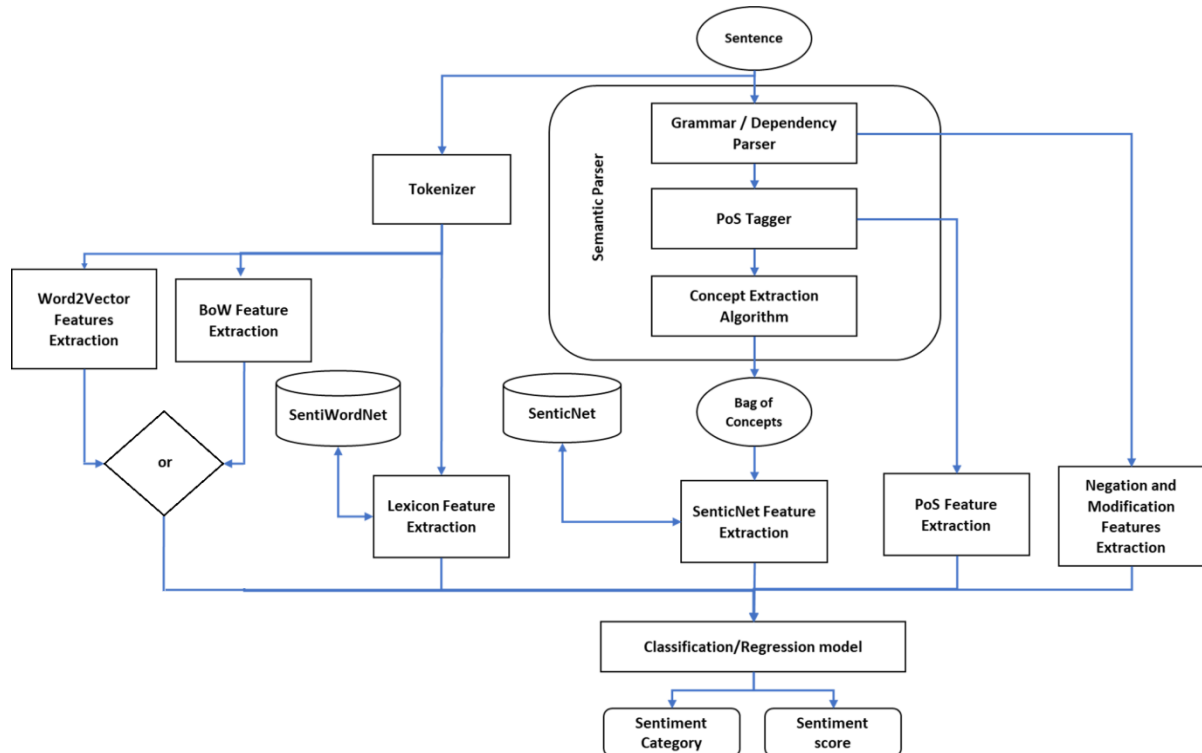 Sentence
Grammar / Dependency
Parser
Semantic Parser
Tokenizer
PoS Tagger
Word2Vector
Features
Extraction
BoW Feature
Extraction
Concept Extraction
Algorithm
SentiWordNet
SenticNet
Bag of
Concepts
or
Lexicon Feature
Extraction
SenticNet Feature
Extraction
PoS Feature
Extraction
Negation and
Modification
Features
Extraction
Classification/Regression model
Sentiment
Category
Sentiment
score